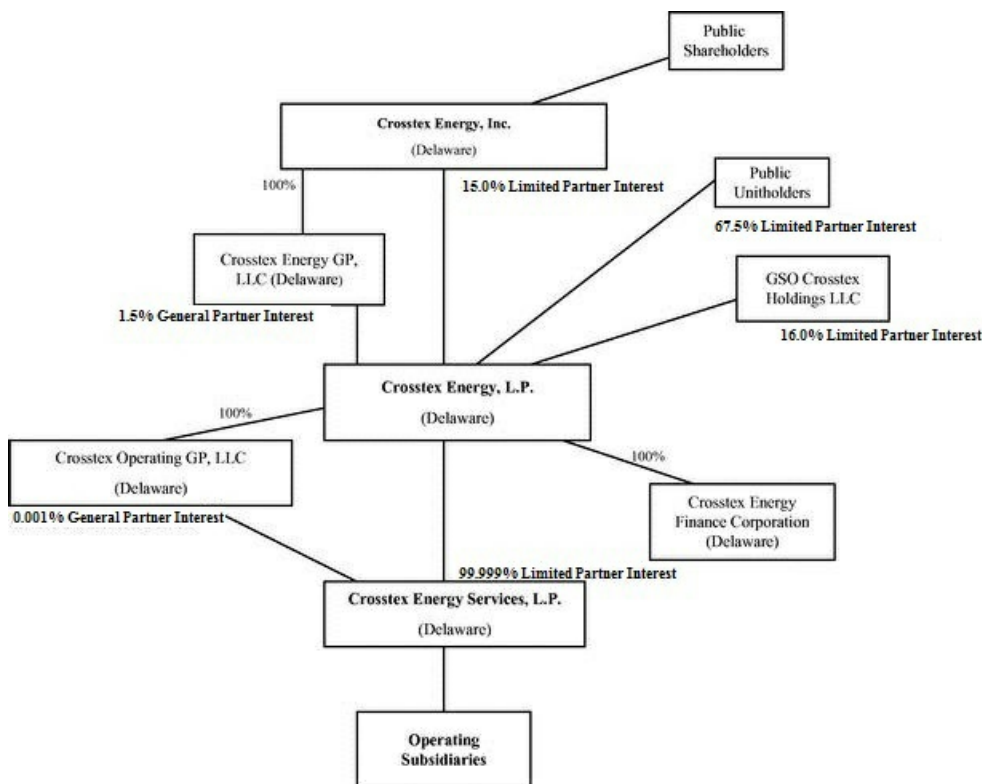 Public
Shareholders
Crosstex Energy, Inc.
(Delaware)
100%
15.0% Limited Partner Interest
Public
Unitholders
67.5% Limited Partner Interest
Crosstex Energy GP,
LLC (Delaware)
1.5% General Partner Interest
GSO Crosstex
Holdings LLC
16.0% Limited Partner Interest
Crosstex Energy, L.P.
(Delaware)
100%
Crosstex Operating GP, LLC
(Delaware)
0.001% General Partner Interest
100%
Crosstex Energy
Finance Corporation
(Delaware)
99.999% Limited Partner Interest
Crosstex Energy Services, L.P.
(Delaware)
Operating
Subsidiaries